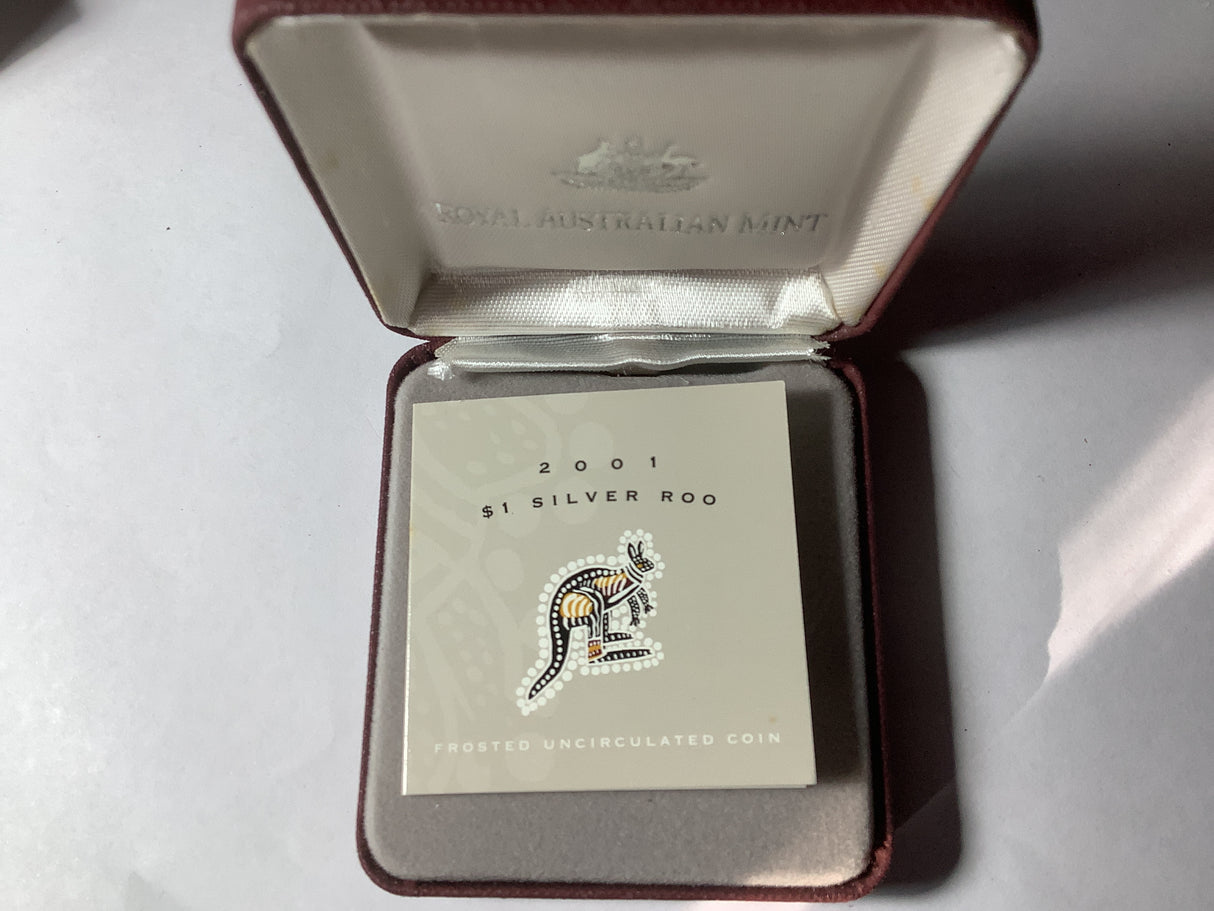 ROYAL AUSTRALIAN MINT
2001
$1 SILVER ROO
FROSTED UNCIRCULATED COIN